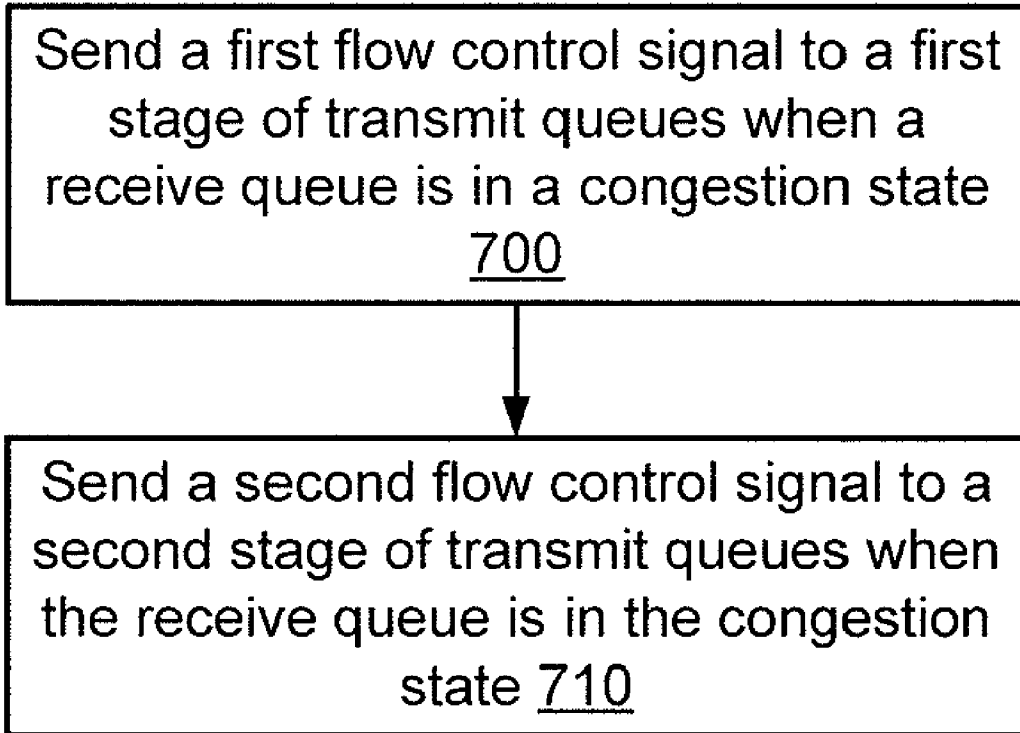 Send a first flow control signal to a first
stage of transmit queues when a
receive queue is in a congestion state
700
Send a second flow control signal to a
second stage of transmit queues when
the receive queue is in the congestion
state 710